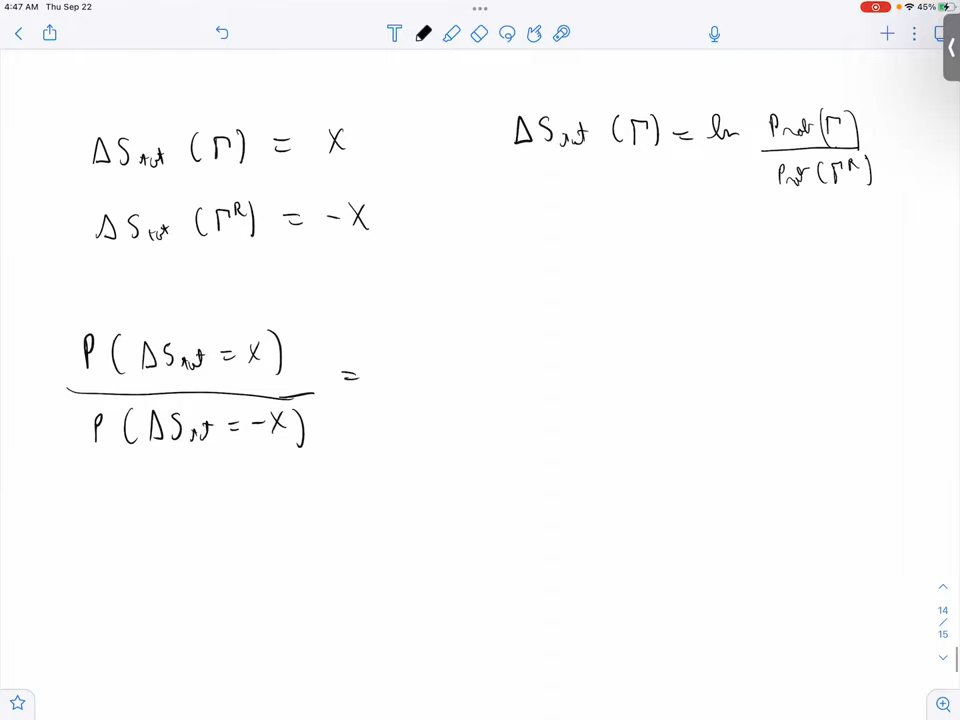 4:47 AM Thu Sep 22
45%
ΔS_tot (Γ) = X
ΔS_tot (Γ) = ln Prob(Γ) / Prob(Γ^R)
ΔS_tot (Γ^R) = -X
P (ΔS_tot = X)
=
P (ΔS_tot = -X)
14
/
15